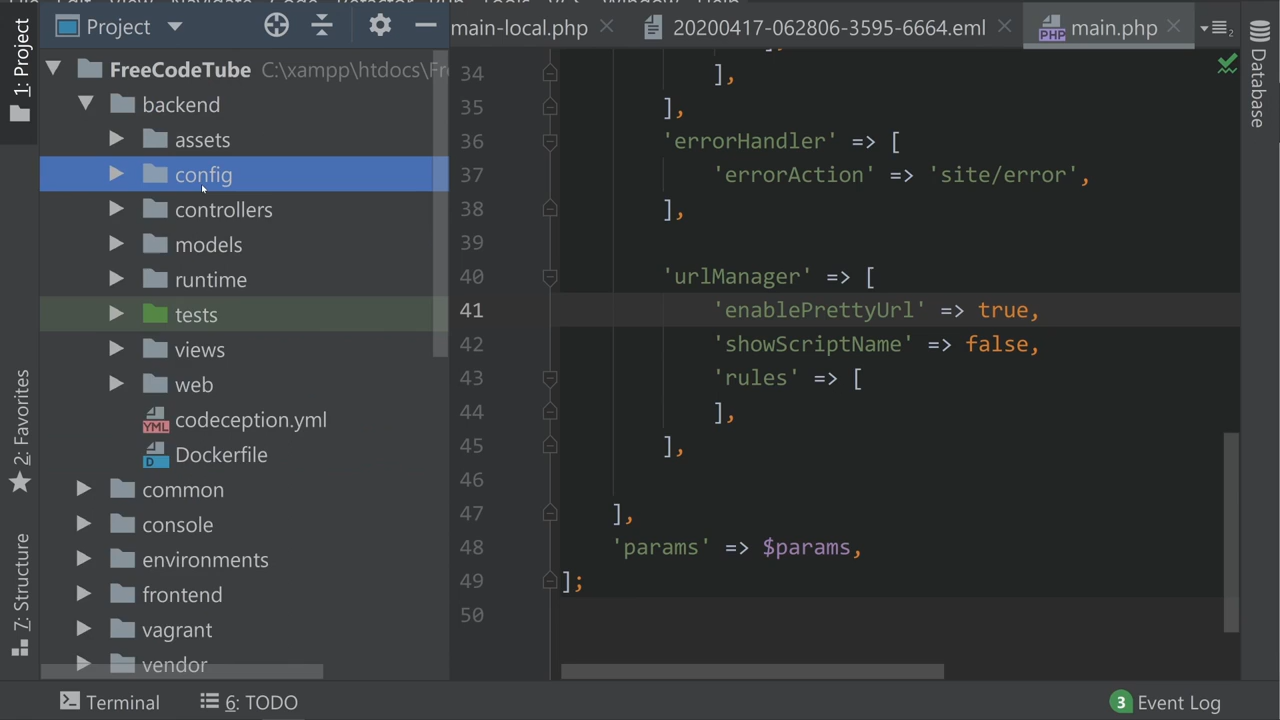 Project
main-local.php
20200417-062806-3595-6664.eml
main.php
1: Project
FreeCodeTube C:\xampp\htdocs\Fr
backend
assets
config
controllers
models
runtime
tests
views
web
codeception.yml
Dockerfile
common
console
environments
frontend
vagrant
vendor
2: Favorites
7: Structure
34 ],
35 ],
36 'errorHandler' => [
37 'errorAction' => 'site/error',
38 ],
39
40 'urlManager' => [
41 'enablePrettyUrl' => true,
42 'showScriptName' => false,
43 'rules' => [
44 ],
45 ],
46
47 ],
48 'params' => $params,
49 ];
50
Database
Terminal
6: TODO
3 Event Log